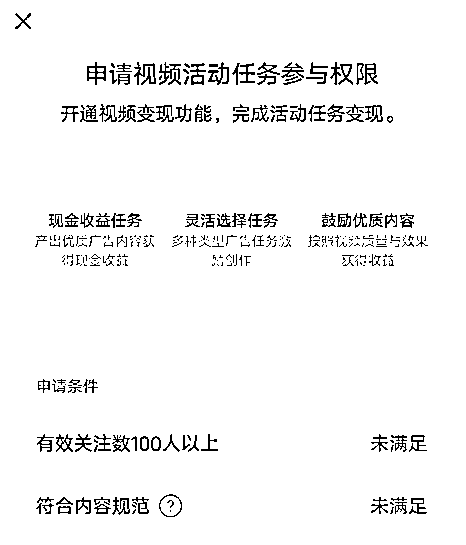 申请视频活动任务参与权限
开通视频变现功能，完成活动任务变现。
现金收益任务 灵活选择任务 鼓励优质内容
产出优质广告内容获 多种类型广告任务激 按照视频质量与效果
得现金收益 励创作 获得收益
申请条件
有效关注数100人以上 未满足
符合内容规范 ? 未满足